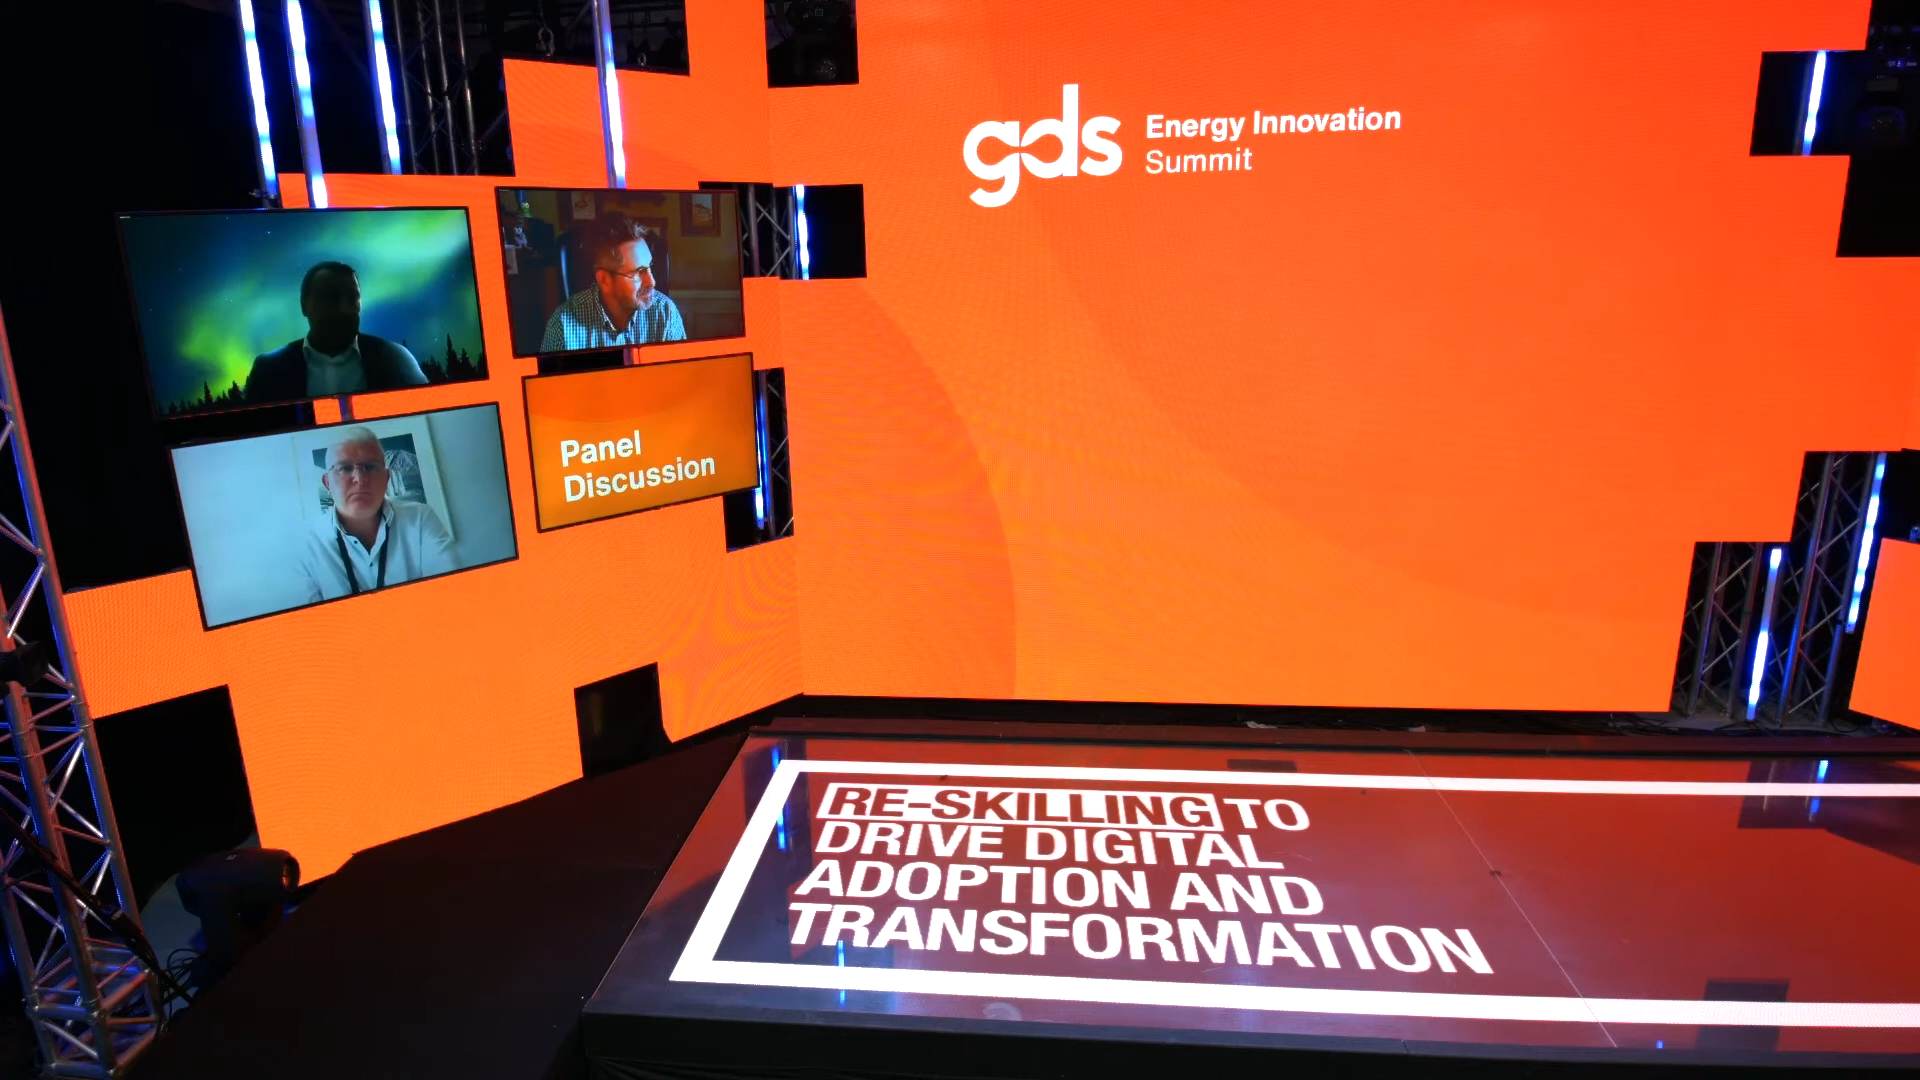 gds
Energy Innovation
Summit
Panel
Discussion
RE-SKILLING TO
DRIVE DIGITAL
ADOPTION AND
TRANSFORMATION